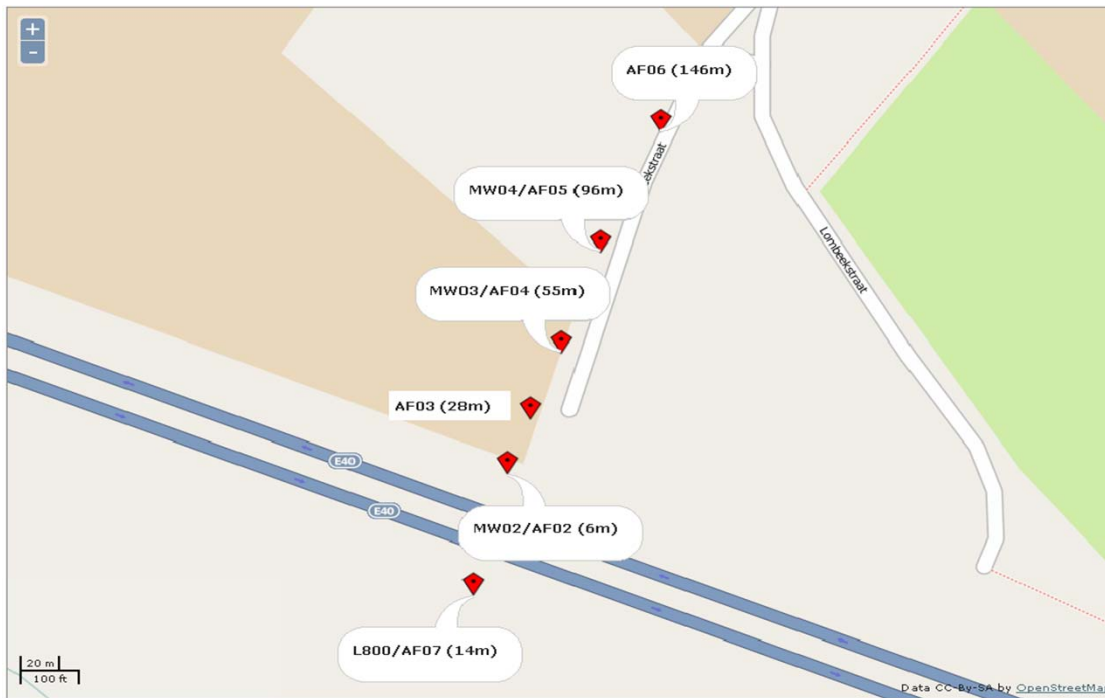 +
-
AF06 (146m)
MW04/AF05 (96m)
ekstraat
MW03/AF04 (55m)
Lombeekstraat
AF03 (28m)
E40
E40
MW02/AF02 (6m)
L800/AF07 (14m)
20 m
100 ft
Data CC-By-SA by OpenStreetMap